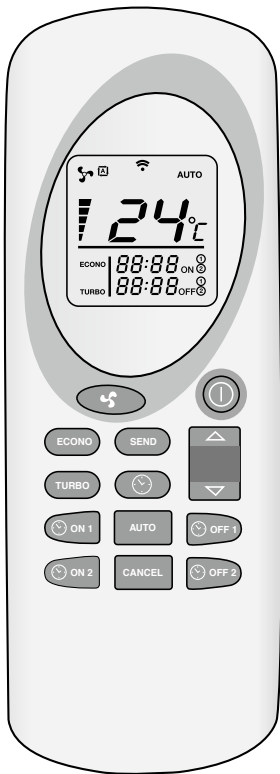 A AUTO
24°C
ECONO 88:88 ON 1 2
TURBO 88:88 OFF 1 2
ECONO SEND
TURBO
ON 1 AUTO OFF 1
ON 2 CANCEL OFF 2